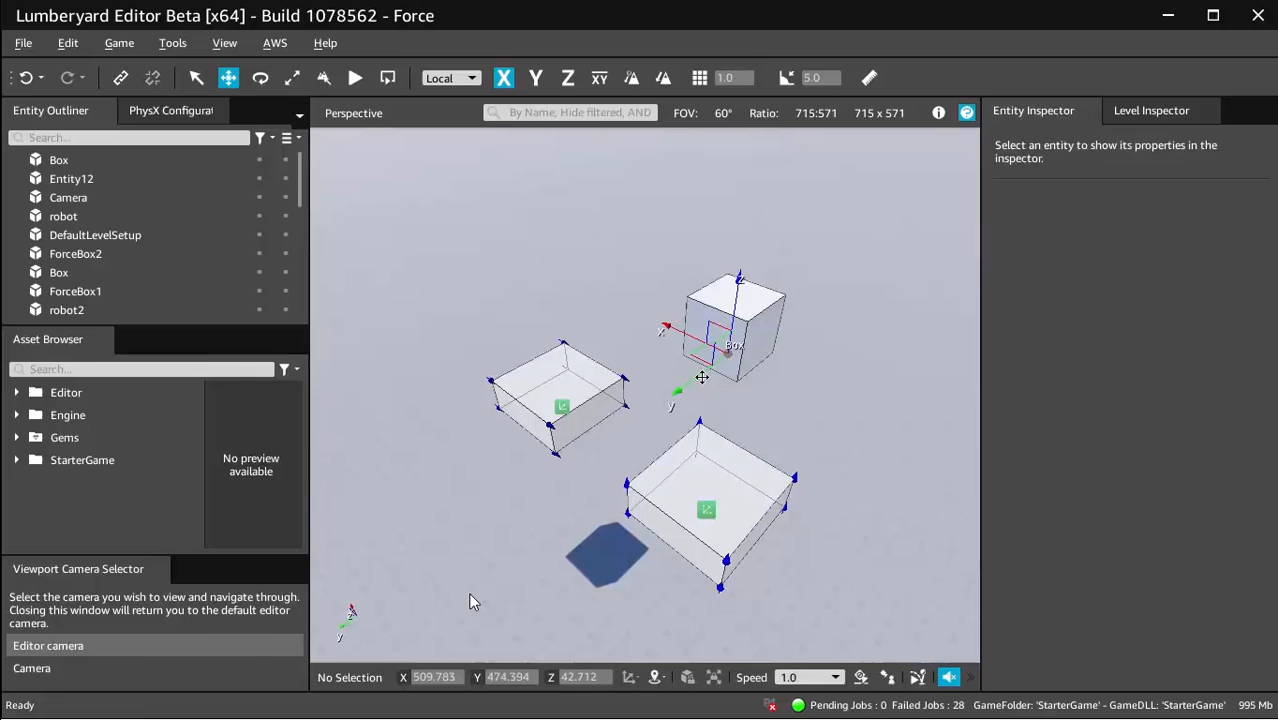 Lumberyard Editor Beta [x64] - Build 1078562 - Force
File Edit Game Tools View AWS Help
Local X Y Z XY 1.0 5.0
Entity Outliner PhysX Configurat
Search...
Box
Entity12
Camera
robot
DefaultLevelSetup
ForceBox2
Box
ForceBox1
robot2
Asset Browser
Search...
Editor
Engine
Gems
StarterGame
No preview
available
Viewport Camera Selector
Select the camera you wish to view and navigate through.
Closing this window will return you to the default editor
camera.
Editor camera
Camera
Perspective By Name, Hide filtered, AND FOV: 60° Ratio: 715:571 715 x 571
z
x
Box
y
z
y
No Selection X 509.783 Y 474.394 Z 42.712 Speed 1.0
Entity Inspector Level Inspector
Select an entity to show its properties in the
inspector.
Ready Pending Jobs : 0 Failed Jobs : 28 GameFolder: 'StarterGame' - GameDLL: 'StarterGame' 995 Mb